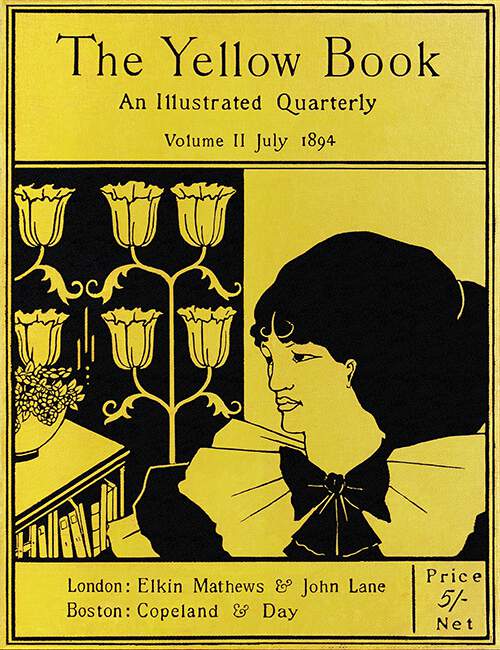 The Yellow Book
An Illustrated Quarterly
Volume II July 1894
London: Elkin Mathews & John Lane
Boston: Copeland & Day
Price
5/-
Net